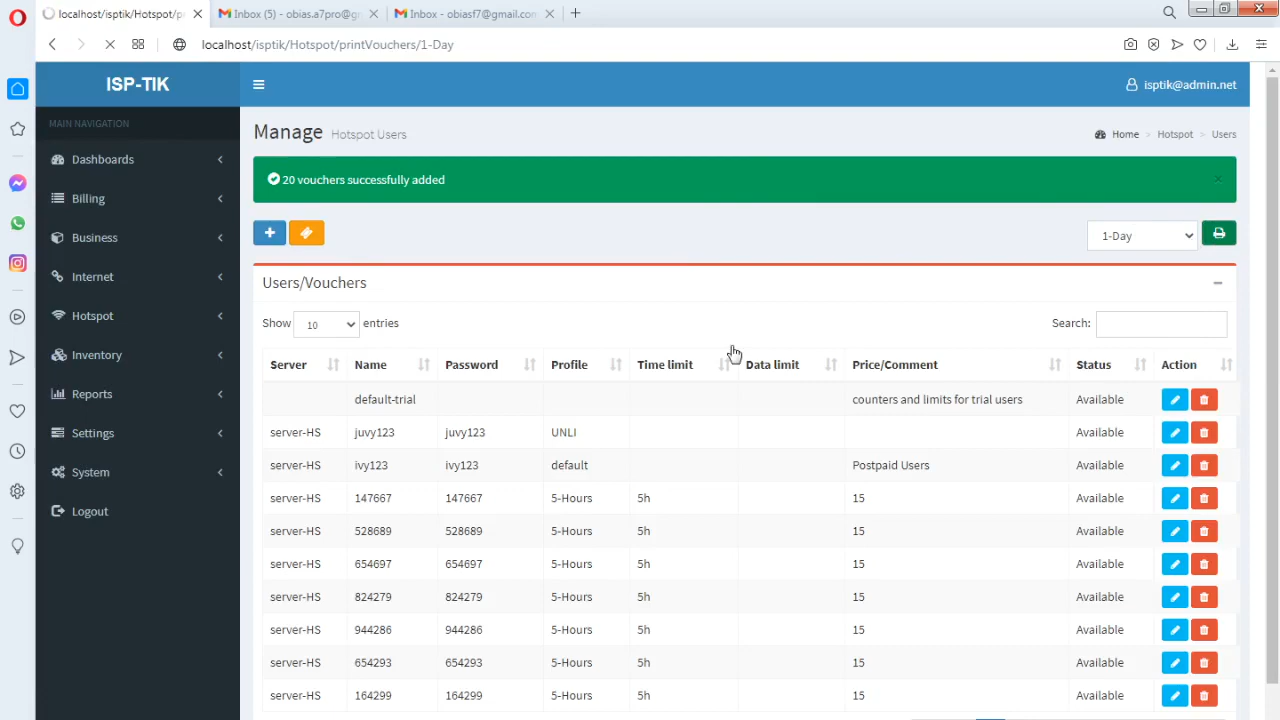 localhost/isptik/Hotspot/pr
Inbox (5) - obias.a7pro@gr
Inbox - obiasf7@gmail.con
localhost/isptik/Hotspot/printVouchers/1-Day
ISP-TIK
isptik@admin.net
MAIN NAVIGATION
Dashboards
Billing
Business
Internet
Hotspot
Inventory
Reports
Settings
System
Logout
Manage Hotspot Users
Home > Hotspot > Users
20 vouchers successfully added ×
1-Day
Users/Vouchers
Show 10 entries
Search:
Server Name Password Profile Time limit Data limit Price/Comment Status Action
default-trial counters and limits for trial users Available
server-HS juvy123 juvy123 UNLI Available
server-HS ivy123 ivy123 default Postpaid Users Available
server-HS 147667 147667 5-Hours 5h 15 Available
server-HS 528689 528689 5-Hours 5h 15 Available
server-HS 654697 654697 5-Hours 5h 15 Available
server-HS 824279 824279 5-Hours 5h 15 Available
server-HS 944286 944286 5-Hours 5h 15 Available
server-HS 654293 654293 5-Hours 5h 15 Available
server-HS 164299 164299 5-Hours 5h 15 Available